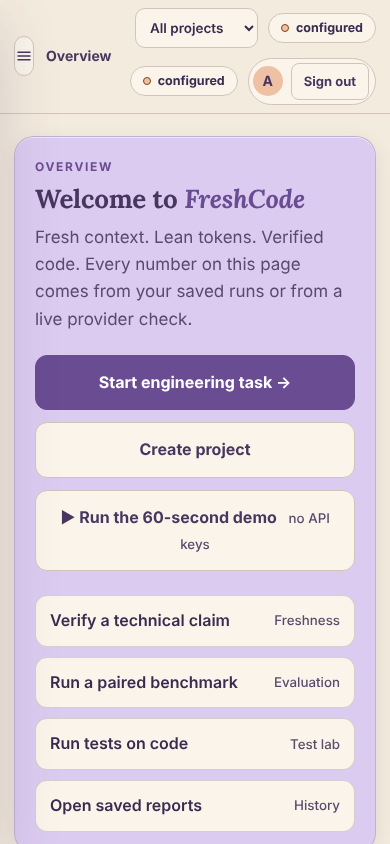 All projects
configured
Overview
configured
A
Sign out
OVERVIEW
Welcome to FreshCode
Fresh context. Lean tokens. Verified
code. Every number on this page
comes from your saved runs or from a
live provider check.
Start engineering task →
Create project
▶ Run the 60-second demo no API
keys
Verify a technical claim Freshness
Run a paired benchmark Evaluation
Run tests on code Test lab
Open saved reports History